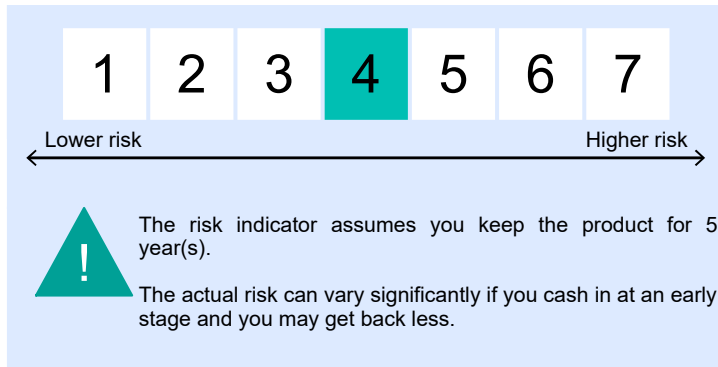 1 2 3 4 5 6 7
Lower risk Higher risk
!
The risk indicator assumes you keep the product for 5
year(s).
The actual risk can vary significantly if you cash in at an early
stage and you may get back less.